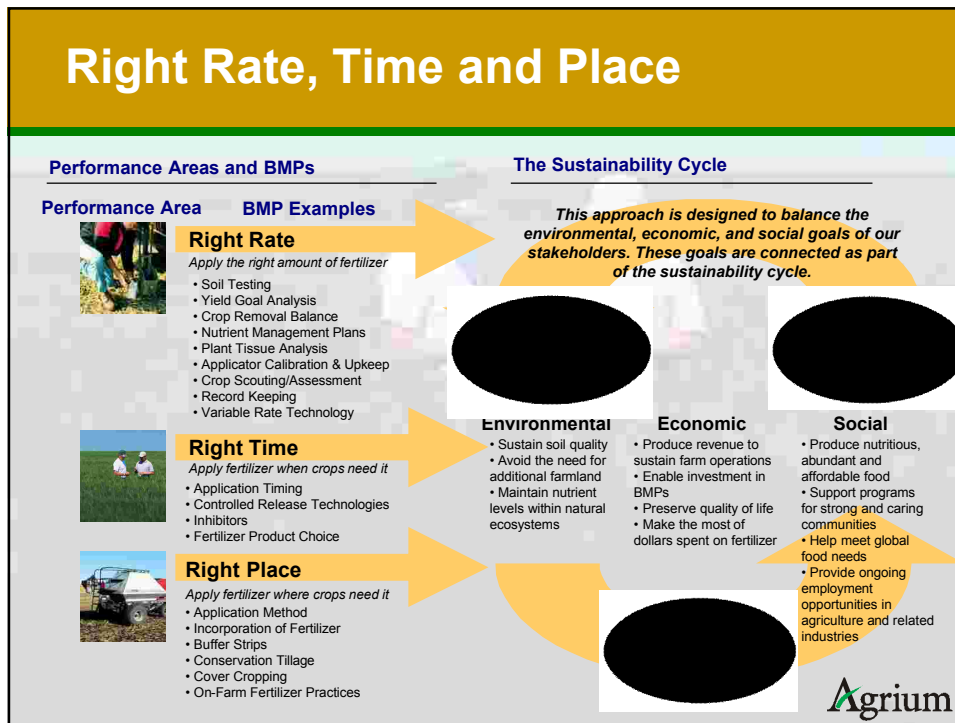 Right Rate, Time and Place
Performance Areas and BMPs
Performance Area
BMP Examples
Right Rate
Apply the right amount of fertilizer
• Soil Testing
• Yield Goal Analysis
• Crop Removal Balance
• Nutrient Management Plans
• Plant Tissue Analysis
• Applicator Calibration & Upkeep
• Crop Scouting/Assessment
• Record Keeping
• Variable Rate Technology
Right Time
Apply fertilizer when crops need it
• Application Timing
• Controlled Release Technologies
• Inhibitors
• Fertilizer Product Choice
Right Place
Apply fertilizer where crops need it
• Application Method
• Incorporation of Fertilizer
• Buffer Strips
• Conservation Tillage
• Cover Cropping
• On-Farm Fertilizer Practices
The Sustainability Cycle
This approach is designed to balance the
environmental, economic, and social goals of our
stakeholders. These goals are connected as part
of the sustainability cycle.
Environmental
• Sustain soil quality
• Avoid the need for
additional farmland
• Maintain nutrient
levels within natural
ecosystems
Economic
• Produce revenue to
sustain farm operations
• Enable investment in
BMPs
• Preserve quality of life
• Make the most of
dollars spent on fertilizer
Social
• Produce nutritious,
abundant and
affordable food
• Support programs
for strong and caring
communities
• Help meet global
food needs
• Provide ongoing
employment
opportunities in
agriculture and related
industries
Agrium